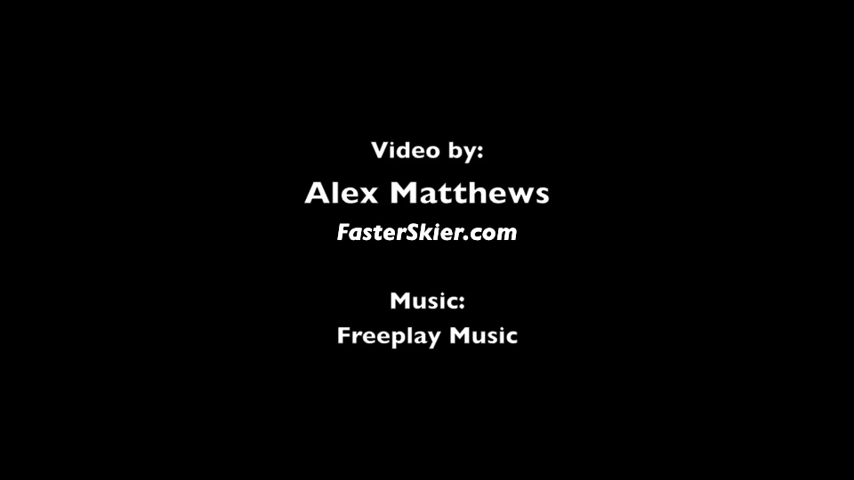 Video by:
Alex Matthews
FasterSkier.com
Music:
Freeplay Music